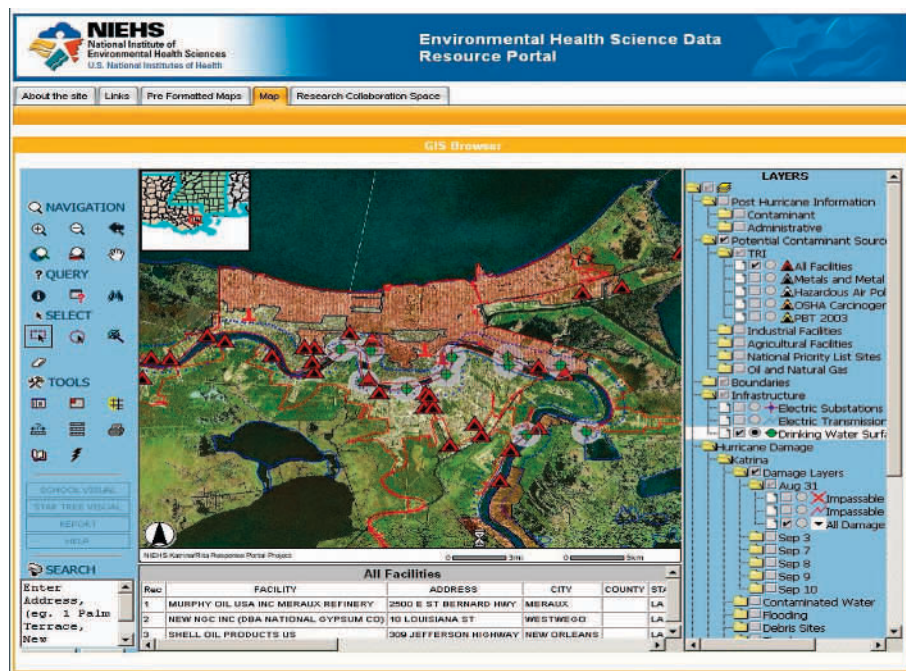 NIEHS
National Institute of
Environmental Health Sciences
U.S. National Institutes of Health
Environmental Health Science Data
Resource Portal
About the site
Links
Pre Formatted Maps
Map
Research Collaboration Space
GIS Browser
NAVIGATION
? QUERY
SELECT
TOOLS
SCHOOL VISUAL
STAR TREE VISUAL
REPORT
HELP
SEARCH
Enter
Address,
(eg. 1 Palm
Terrace,
New
NIEHS Katrina/Rita Response Portal Project
0 3mi
0 5km
LAYERS
Post Hurricane Information
Contaminant
Administrative
Potential Contaminant Sourc
TRI
All Facilities
Metals and Metal
Hazardous Air Pol
OSHA Carcinoger
PBT 2003
Industrial Facilities
Agricultural Facilities
National Priority List Sites
Oil and Natural Gas
Boundaries
Infrastructure
Electric Substations
Electric Transmission
Drinking Water Surfa
Hurricane Damage
Katrina
Damage Layers
Aug 31
Impassable
Impassable
All Damage
Sep 3
Sep 7
Sep 8
Sep 9
Sep 10
Contaminated Water
Flooding
Debris Sites
All Facilities
Rec FACILITY ADDRESS CITY COUNTY STA
1 MURPHY OIL USA INC MERAUX REFINERY 2500 E ST BERNARD HWY MERAUX LA
2 NEW NGC INC (DBA NATIONAL GYPSUM CO) 10 LOUISIANA ST WESTWEGO LA
3 SHELL OIL PRODUCTS US 309 JEFFERSON HIGHWAY NEW ORLEANS LA